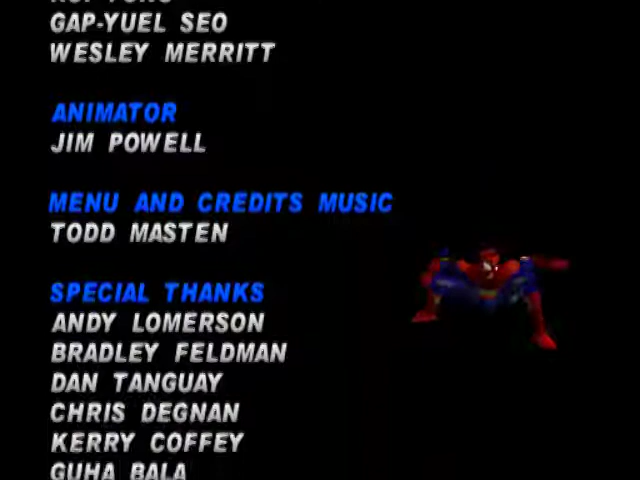 GAP-YUEL SEO
WESLEY MERRITT
ANIMATOR
JIM POWELL
MENU AND CREDITS MUSIC
TODD MASTEN
SPECIAL THANKS
ANDY LOMERSON
BRADLEY FELDMAN
DAN TANGUAY
CHRIS DEGNAN
KERRY COFFEY
GUHA BALA